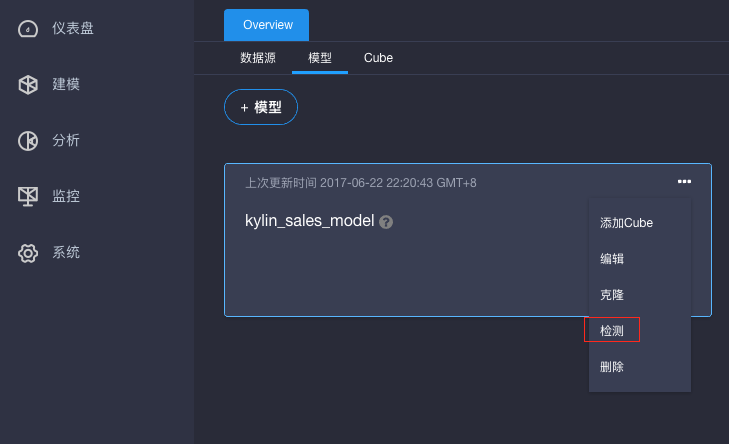 仪表盘
建模
分析
监控
系统
Overview
数据源 模型 Cube
+ 模型
上次更新时间 2017-06-22 22:20:43 GMT+8
kylin_sales_model ?
添加Cube
编辑
克隆
检测
删除